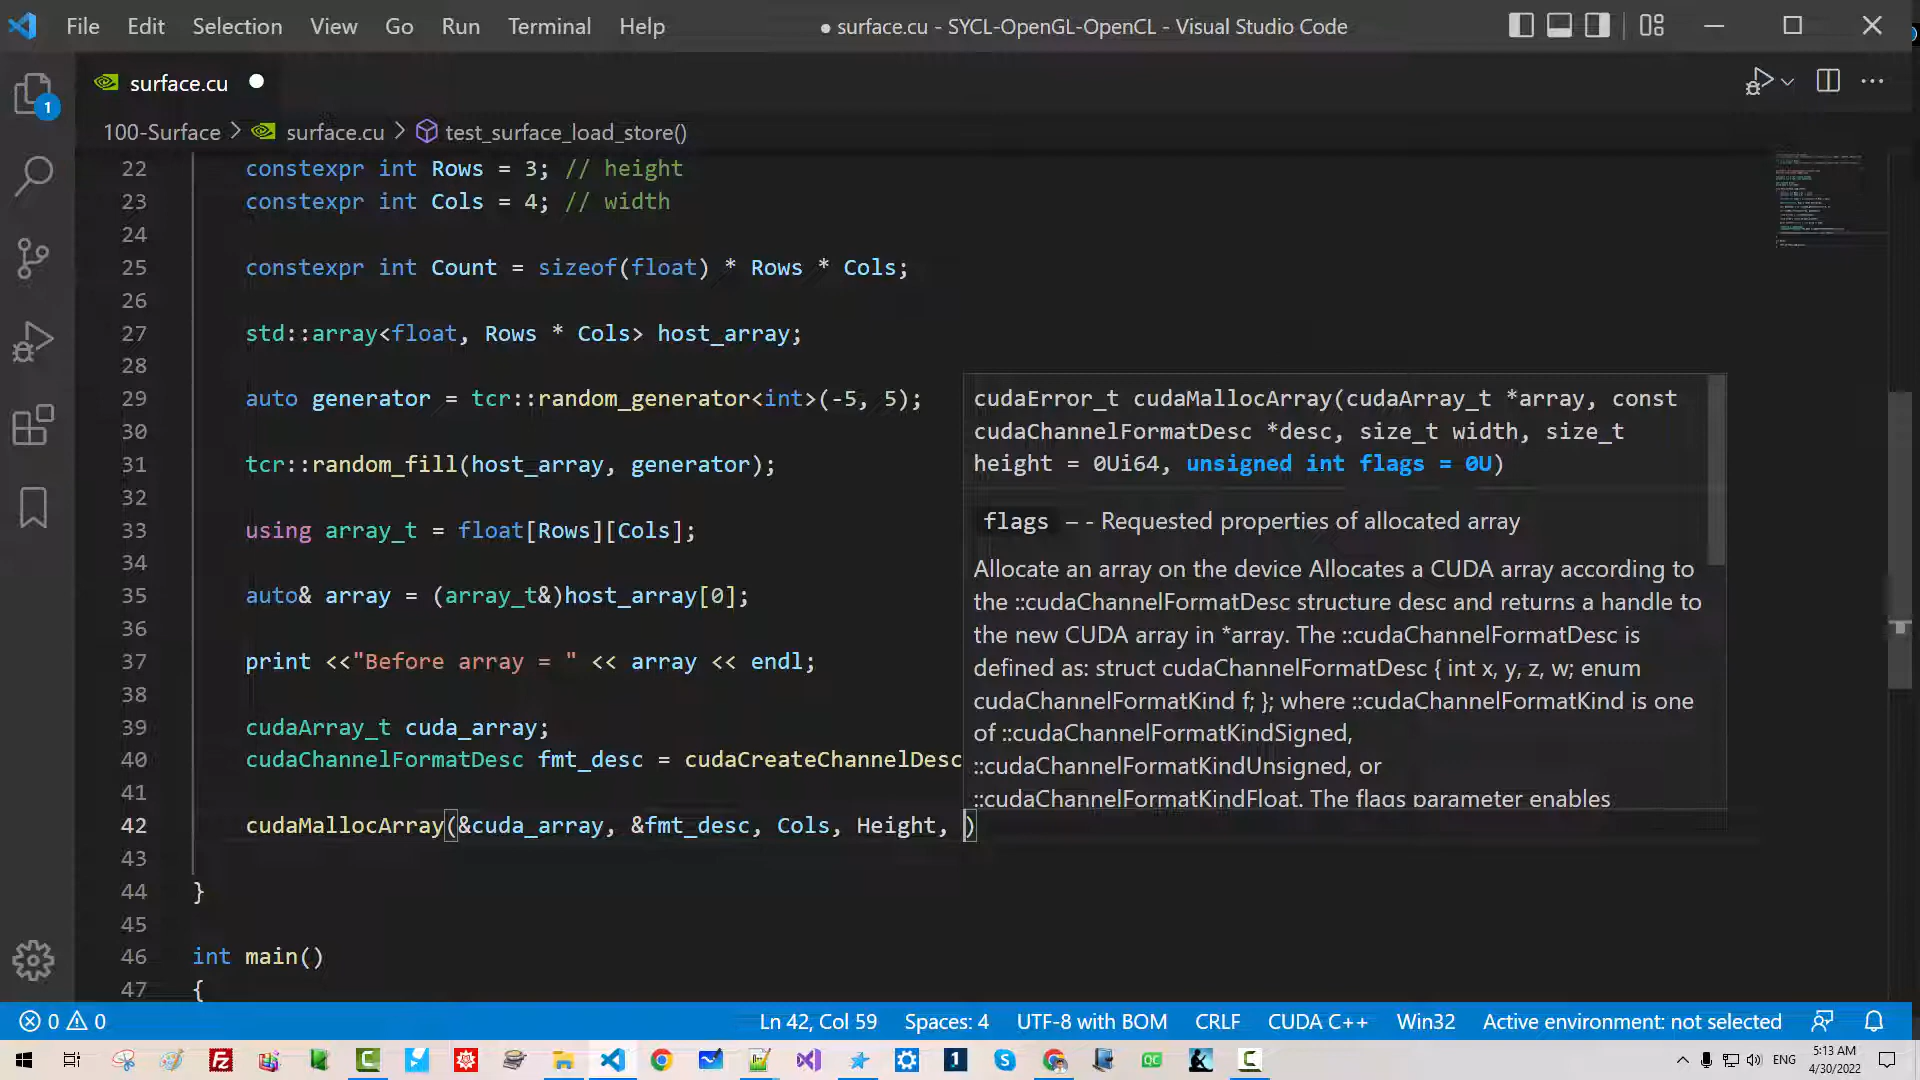 File Edit Selection View Go Run Terminal Help ● surface.cu - SYCL-OpenGL-OpenCL - Visual Studio Code
surface.cu
100-Surface > surface.cu > test_surface_load_store()
1
22 constexpr int Rows = 3; // height
23 constexpr int Cols = 4; // width
24
25 constexpr int Count = sizeof(float) * Rows * Cols;
26
27 std::array<float, Rows * Cols> host_array;
28
29 auto generator = tcr::random_generator<int>(-5, 5);
30
31 tcr::random_fill(host_array, generator);
32
33 using array_t = float[Rows][Cols];
34
35 auto& array = (array_t&)host_array[0];
36
37 print <<"Before array = " << array << endl;
38
39 cudaArray_t cuda_array;
40 cudaChannelFormatDesc fmt_desc = cudaCreateChannelDesc
41
42 cudaMallocArray(&cuda_array, &fmt_desc, Cols, Height, )
43
44 }
45
46 int main()
47 {
cudaError_t cudaMallocArray(cudaArray_t *array, const
cudaChannelFormatDesc *desc, size_t width, size_t
height = 0Ui64, unsigned int flags = 0U)
flags – - Requested properties of allocated array
Allocate an array on the device Allocates a CUDA array according to
the ::cudaChannelFormatDesc structure desc and returns a handle to
the new CUDA array in *array. The ::cudaChannelFormatDesc is
defined as: struct cudaChannelFormatDesc { int x, y, z, w; enum
cudaChannelFormatKind f; }; where ::cudaChannelFormatKind is one
of ::cudaChannelFormatKindSigned,
::cudaChannelFormatKindUnsigned, or
::cudaChannelFormatKindFloat. The flags parameter enables
0 0 Ln 42, Col 59 Spaces: 4 UTF-8 with BOM CRLF CUDA C++ Win32 Active environment: not selected
ENG 5:13 AM
4/30/2022